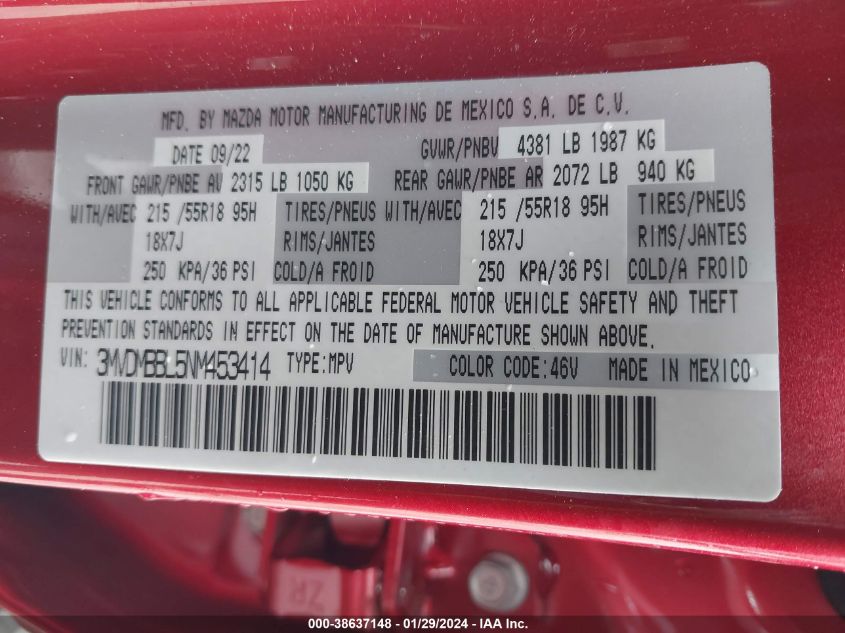 MFD. BY MAZDA MOTOR MANUFACTURING DE MEXICO S.A. DE C.V.
DATE 09/22 GVWR/PNBV 4381 LB 1987 KG
FRONT GAWR/PNBE AV 2315 LB 1050 KG REAR GAWR/PNBE AR 2072 LB 940 KG
WITH/AVEC 215 /55R18 95H TIRES/PNEUS WITH/AVEC 215 /55R18 95H TIRES/PNEUS
18X7J RIMS/JANTES 18X7J RIMS/JANTES
250 KPA/36 PSI COLD/A FROID 250 KPA/36 PSI COLD/A FROID
THIS VEHICLE CONFORMS TO ALL APPLICABLE FEDERAL MOTOR VEHICLE SAFETY AND THEFT
PREVENTION STANDARDS IN EFFECT ON THE DATE OF MANUFACTURE SHOWN ABOVE.
VIN: 3MVDMBBL5NM453414 TYPE:MPV COLOR CODE:46V MADE IN MEXICO
ZR
000-38637148 - 01/29/2024 - IAA Inc.